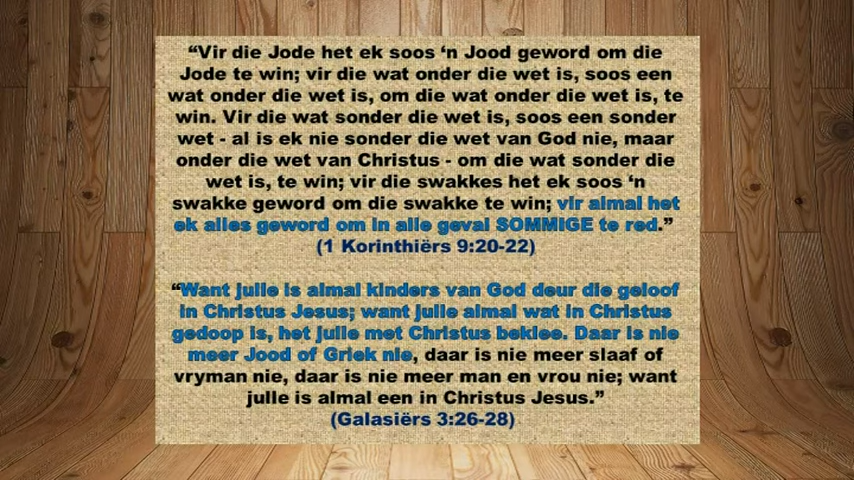 “Vir die Jode het ek soos ‘n Jood geword om die
Jode te win; vir die wat onder die wet is, soos een
wat onder die wet is, om die wat onder die wet is, te
win. Vir die wat sonder die wet is, soos een sonder
wet - al is ek nie sonder die wet van God nie, maar
onder die wet van Christus - om die wat sonder die
wet is, te win; vir die swakkes het ek soos ‘n
swakke geword om die swakke te win; vir almal het
ek alles geword om in alle geval SOMMIGE te red.”
(1 Korinthiërs 9:20-22)
“Want julle is almal kinders van God deur die geloof
in Christus Jesus; want julle almal wat in Christus
gedoop is, het julle met Christus beklee. Daar is nie
meer Jood of Griek nie, daar is nie meer slaaf of
vryman nie, daar is nie meer man en vrou nie; want
julle is almal een in Christus Jesus.”
(Galasiërs 3:26-28)